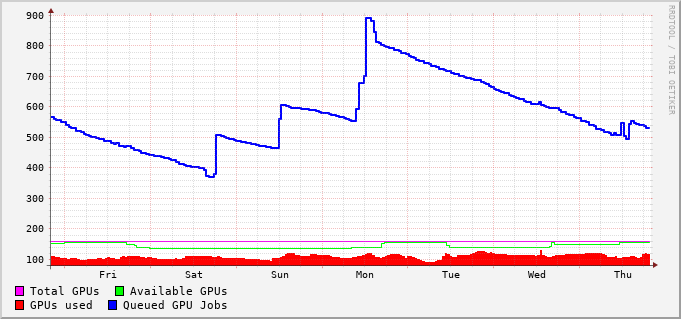 900
800
700
600
500
400
300
200
100
Fri Sat Sun Mon Tue Wed Thu
Total GPUs Available GPUs
GPUs used Queued GPU Jobs
RRDTOOL / TOBI OETIKER